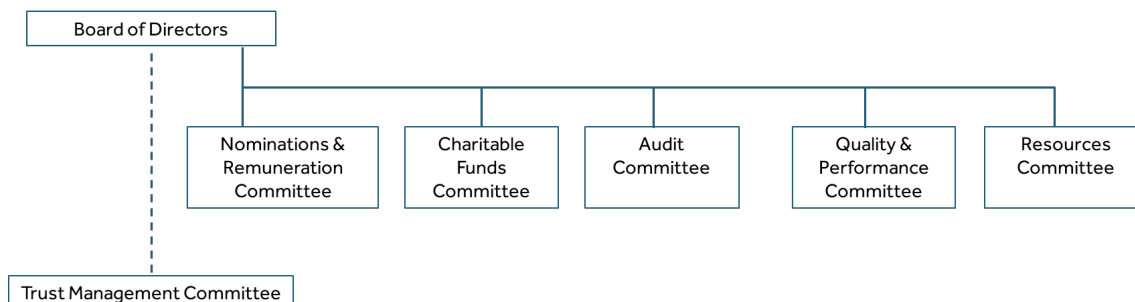 Board of Directors
Nominations &
Remuneration
Committee
Charitable
Funds
Committee
Audit
Committee
Quality &
Performance
Committee
Resources
Committee
Trust Management Committee